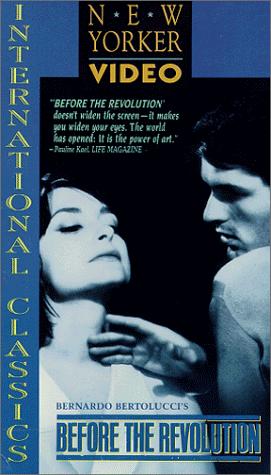 INTERNATIONAL CLASSICS
N★E★W
YORKER
VIDEO
"'BEFORE THE REVOLUTION'
doesn't widen the screen—it makes
you widen your eyes. The world
has opened: It is the power of art."
– Pauline Kael, LIFE MAGAZINE –
BERNARDO BERTOLUCCI'S
BEFORE THE REVOLUTION